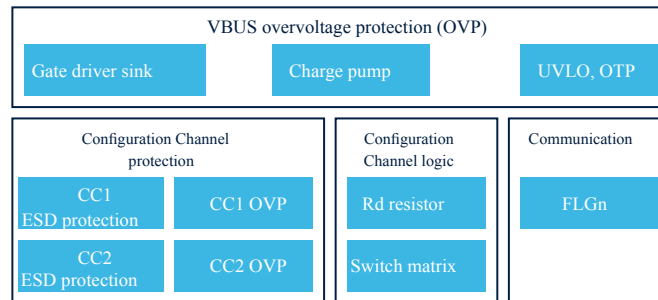 VBUS overvoltage protection (OVP)
Gate driver sink
Charge pump
UVLO, OTP
Configuration Channel
protection
CC1
ESD protection
CC1 OVP
CC2
ESD protection
CC2 OVP
Configuration
Channel logic
Rd resistor
Switch matrix
Communication
FLGn